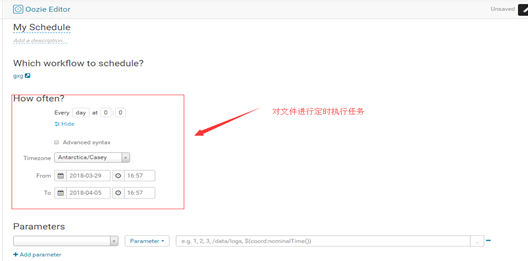 Oozie Editor
Unsaved
My Schedule
Add a description...
Which workflow to schedule?
gxg
How often?
Every day at 0 : 0
Hide
对文件进行定时执行任务
Advanced syntax
Timezone Antarctica/Casey
From 2018-03-29 16:57
To 2018-04-05 16:57
Parameters
Parameter e.g. 1, 2, 3, /data/logs, ${coord:nominalTime()} ..
Add parameter